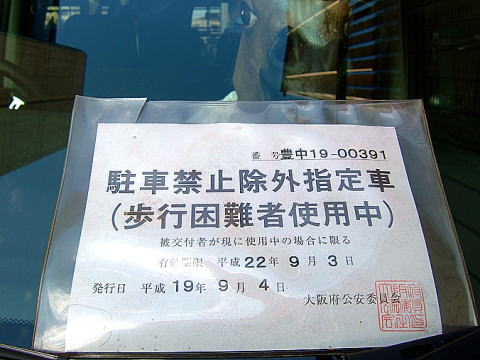 番 号豊中19-00391
駐車禁止除外指定車
(歩行困難者使用中)
被交付者が現に使用中の場合に限る
有効期限 平成22年9月3日
発行日 平成19年9月4日
大阪府公安委員会